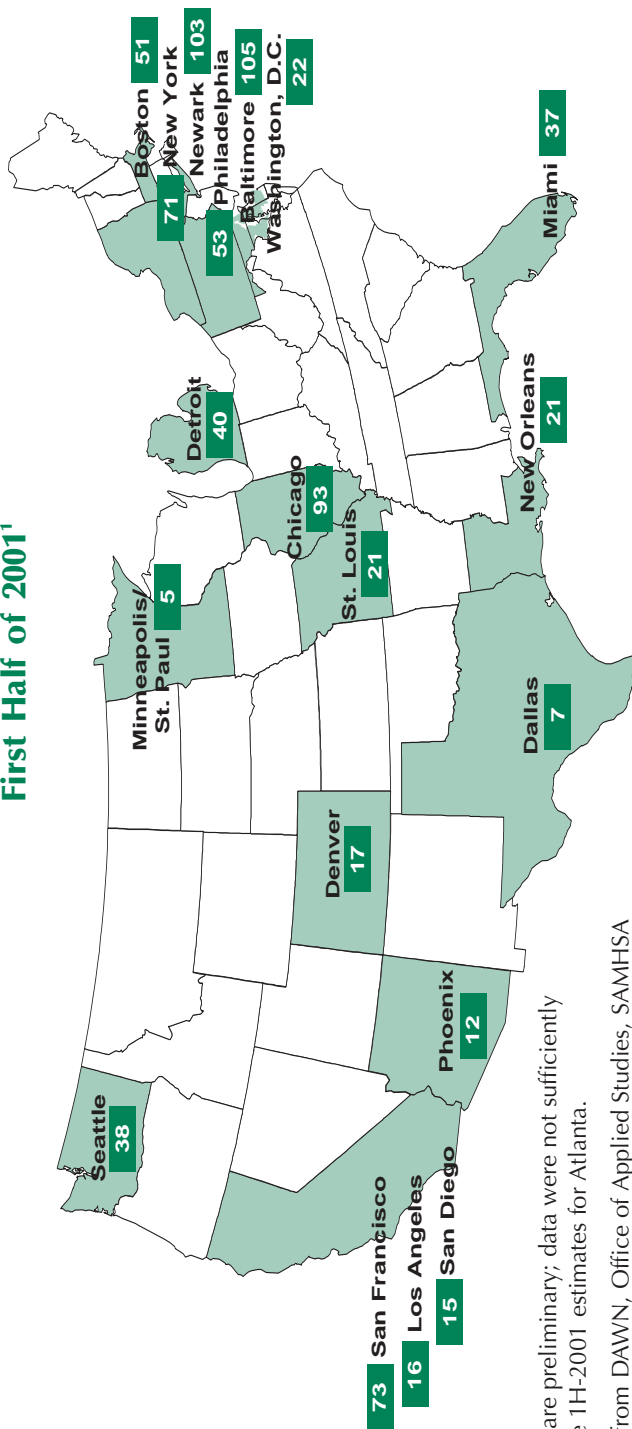 First Half of 2001¹
Seattle
38
San Francisco 73
Los Angeles 16
San Diego 15
Phoenix
12
Denver
17
Dallas
7
Minneapolis/
St. Paul 5
Chicago
93
St. Louis
21
New Orleans
21
Detroit
40
Boston 51
New York
71
Newark 103
Philadelphia
53
Baltimore 105
Washington, D.C.
22
Miami 37
are preliminary; data were not sufficiently
1H-2001 estimates for Atlanta.
from DAWN, Office of Applied Studies, SAMHSA